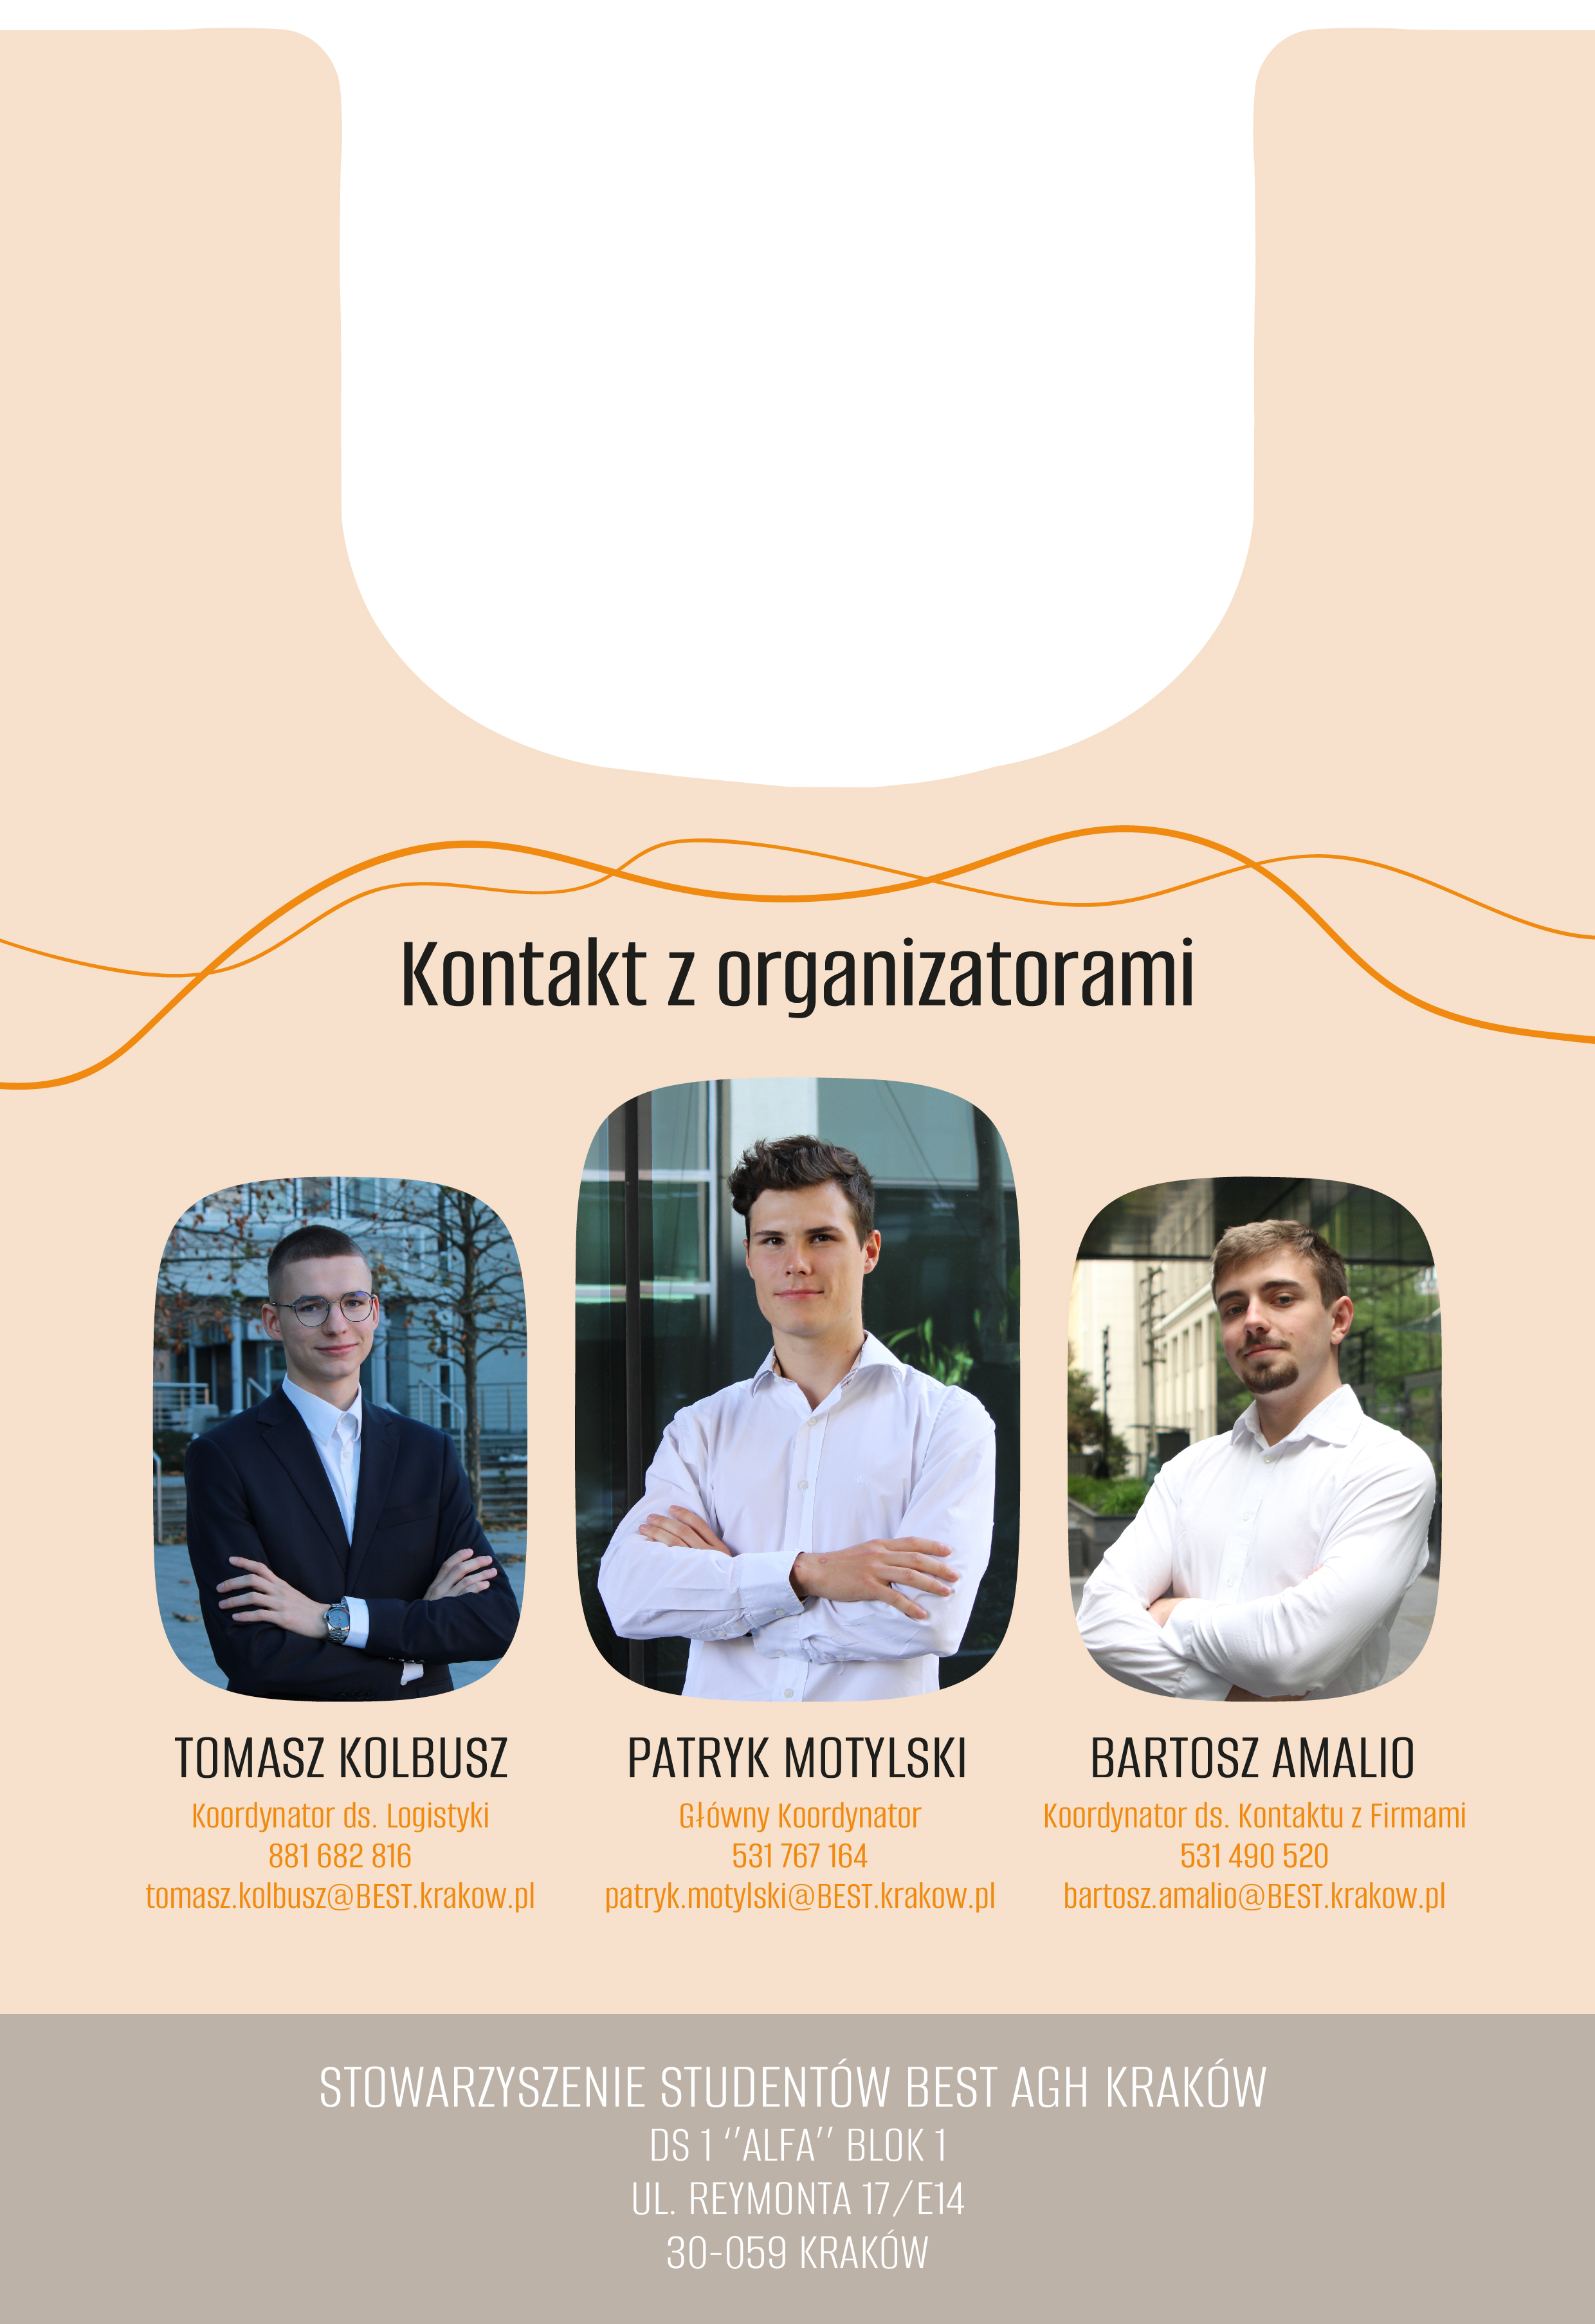 Kontakt z organizatorami
TOMASZ KOLBUSZ
Koordynator ds. Logistyki
881 682 816
tomasz.kolbusz@BEST.krakow.pl
PATRYK MOTYLSKI
Główny Koordynator
531 767 164
patryk.motylski@BEST.krakow.pl
BARTOSZ AMALIO
Koordynator ds. Kontaktu z Firmami
531 490 520
bartosz.amalio@BEST.krakow.pl
STOWARZYSZENIE STUDENTÓW BEST AGH KRAKÓW
DS 1 ‘’ALFA’’ BLOK 1
UL. REYMONTA 17/E14
30-059 KRAKÓW